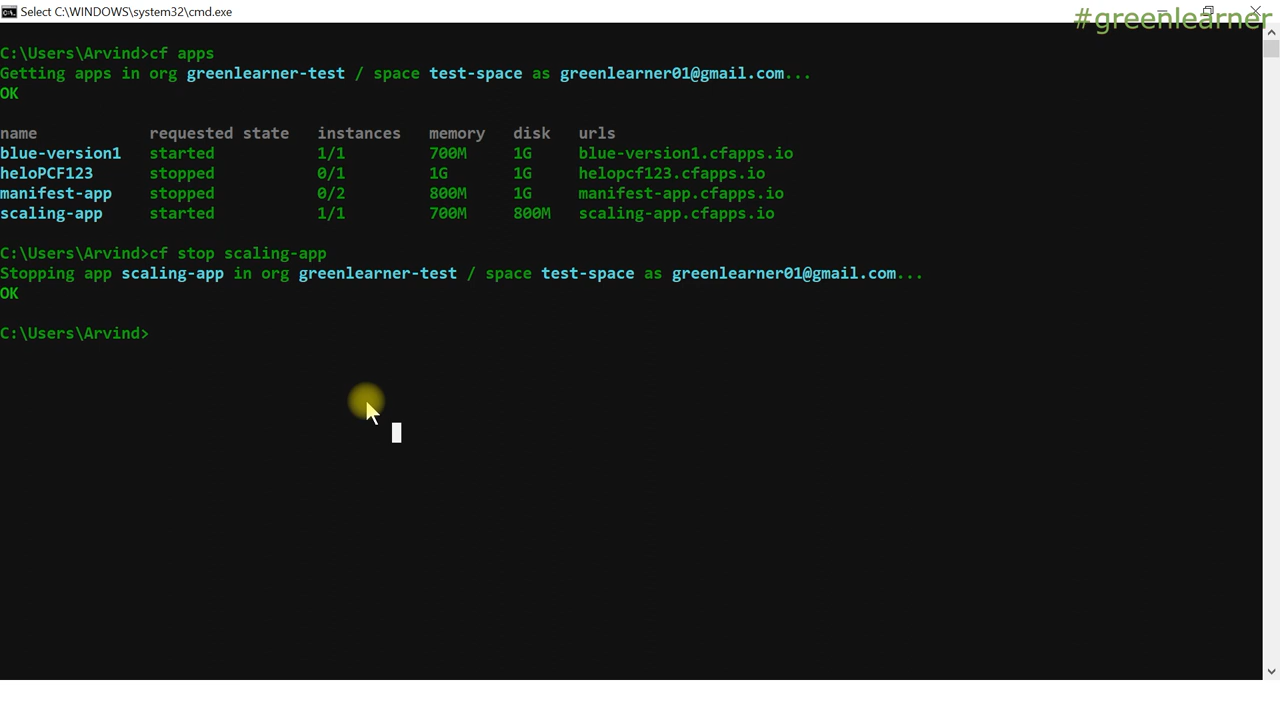 Select C:\WINDOWS\system32\cmd.exe
#greenlearner
C:\Users\Arvind>cf apps
Getting apps in org greenlearner-test / space test-space as greenlearner01@gmail.com...
OK
name requested state instances memory disk urls
blue-version1 started 1/1 700M 1G blue-version1.cfapps.io
heloPCF123 stopped 0/1 1G 1G helopcf123.cfapps.io
manifest-app stopped 0/2 800M 1G manifest-app.cfapps.io
scaling-app started 1/1 700M 800M scaling-app.cfapps.io
C:\Users\Arvind>cf stop scaling-app
Stopping app scaling-app in org greenlearner-test / space test-space as greenlearner01@gmail.com...
OK
C:\Users\Arvind>